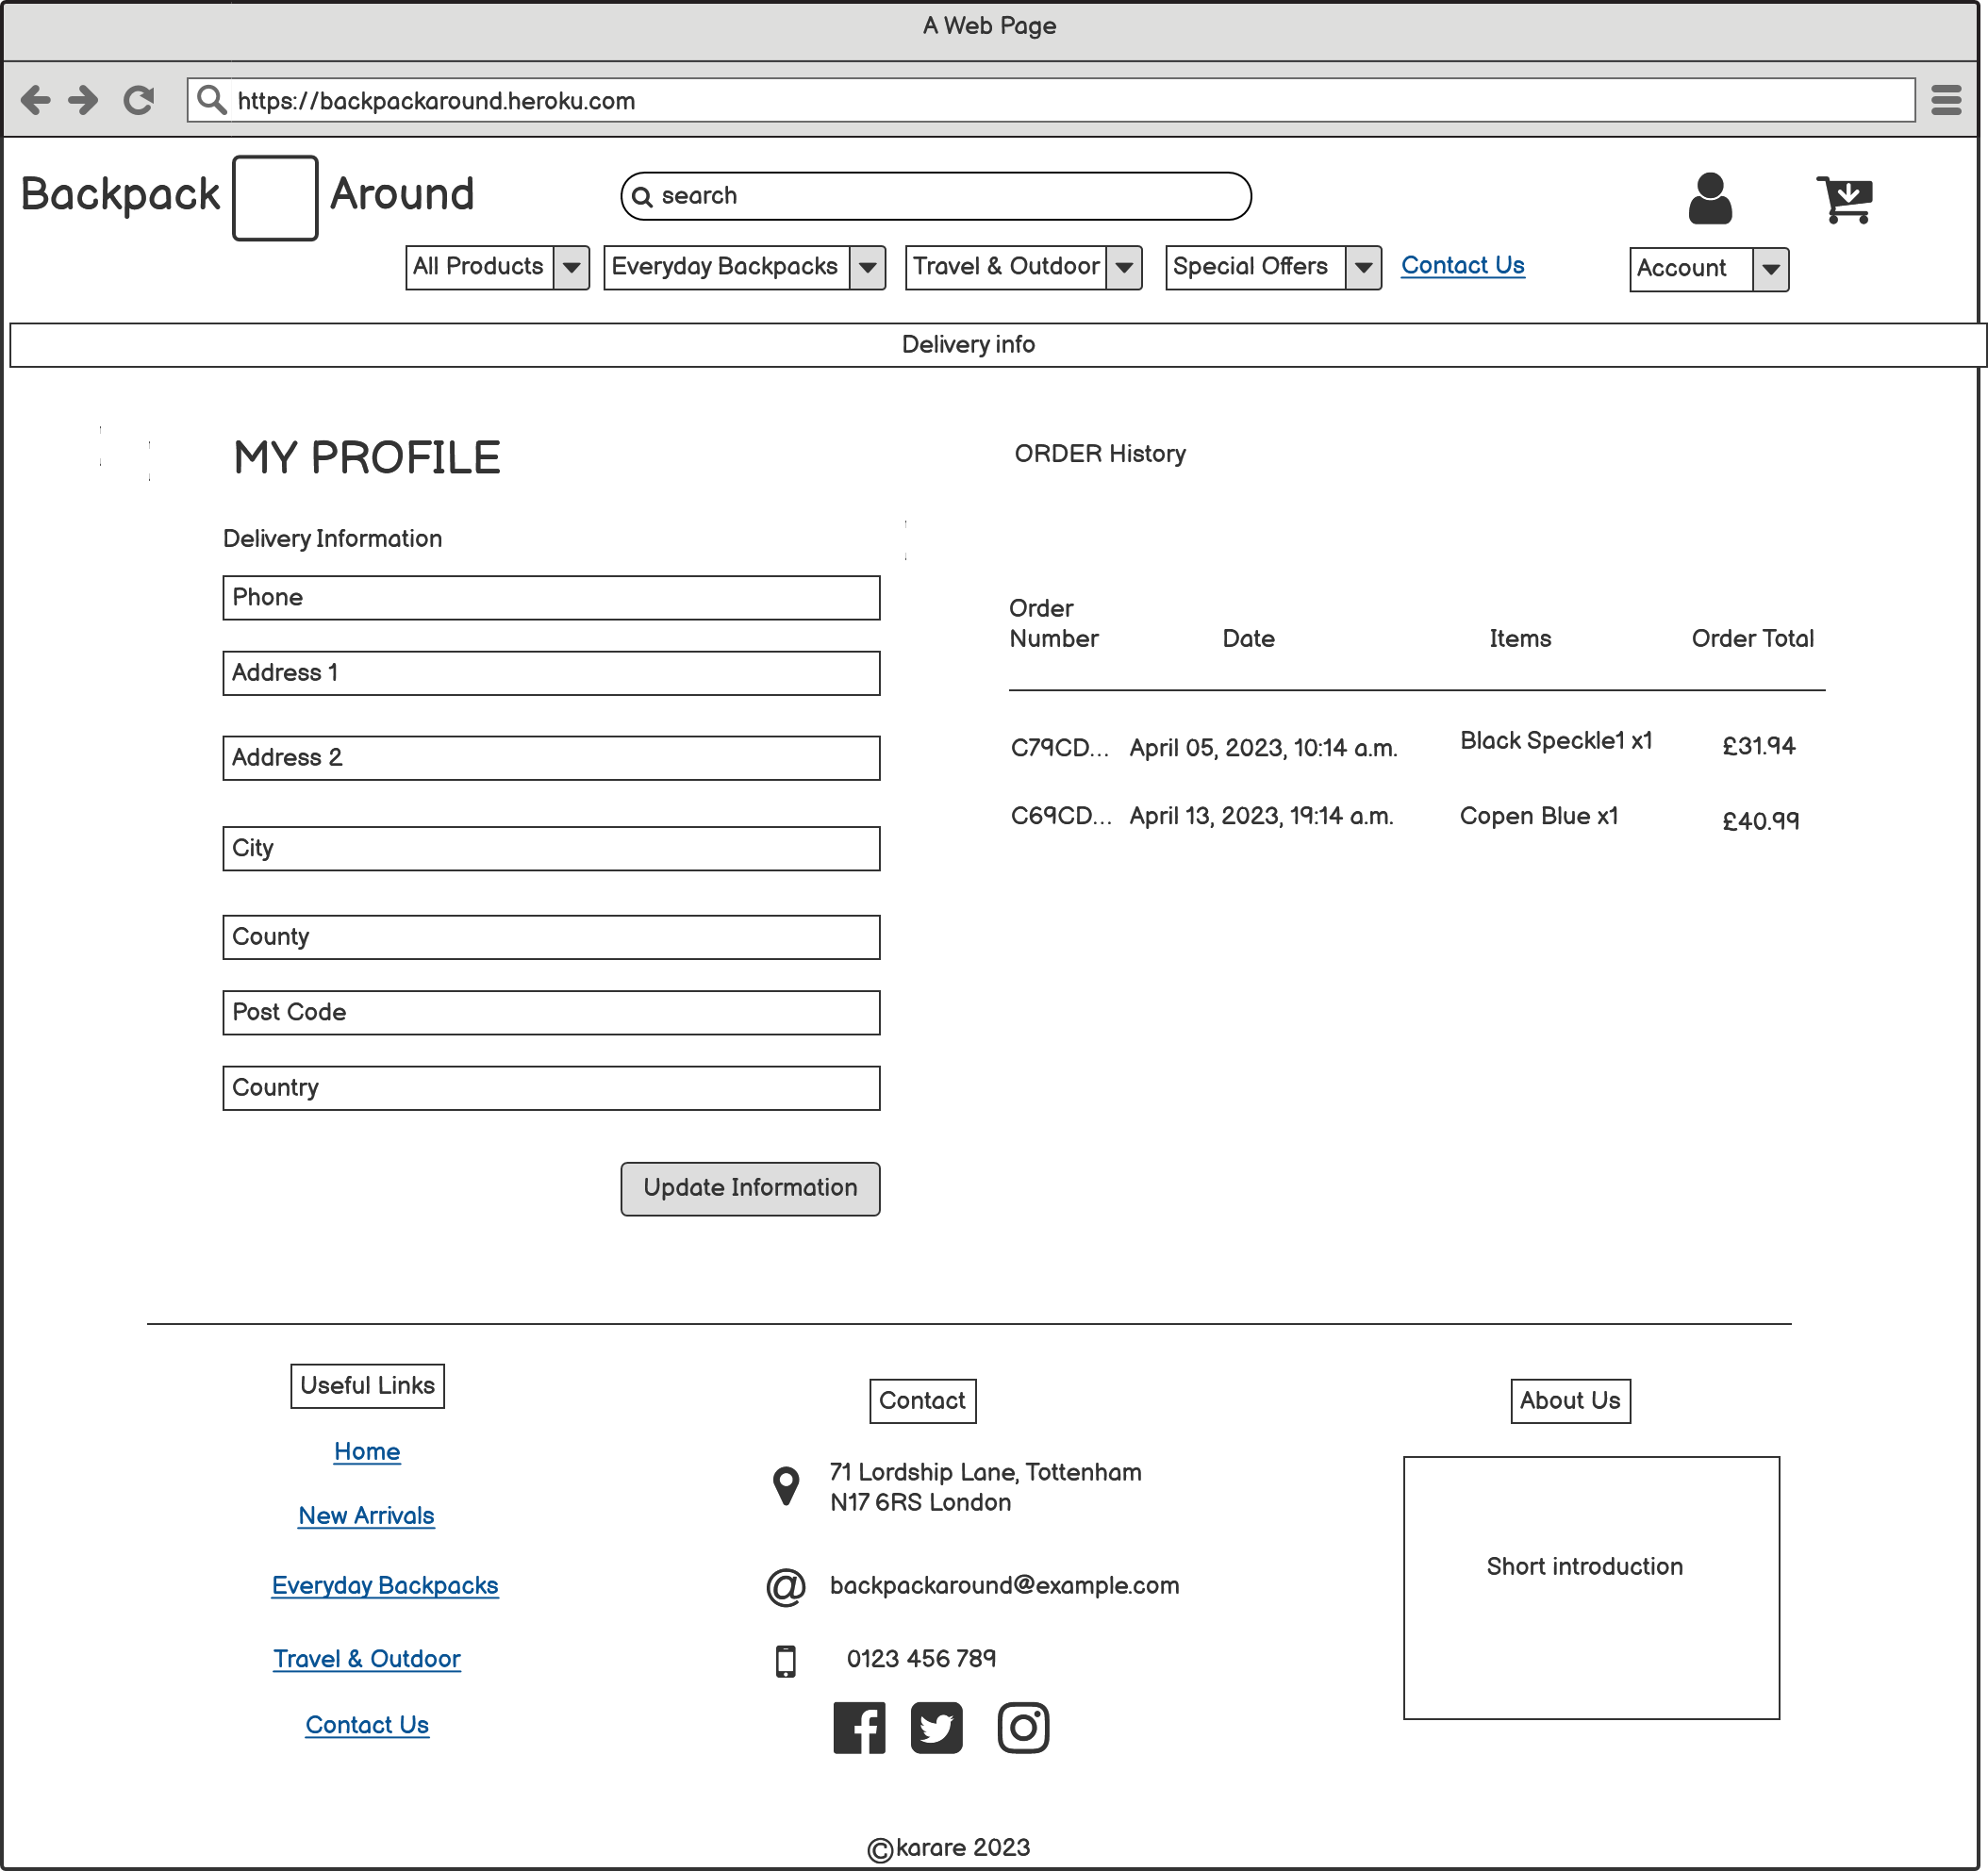 A Web Page
https://backpackaround.heroku.com
Backpack Around
search
All Products
Everyday Backpacks
Travel & Outdoor
Special Offers
Contact Us
Account
Delivery info
MY PROFILE
Delivery Information
Phone
Address 1
Address 2
City
County
Post Code
Country
Update Information
ORDER History
Order
Number Date Items Order Total
C79CD... April 05, 2023, 10:14 a.m. Black Speckle1 x1 £31.94
C69CD... April 13, 2023, 19:14 a.m. Copen Blue x1 £40.99
Useful Links
Home
New Arrivals
Everyday Backpacks
Travel & Outdoor
Contact Us
Contact
71 Lordship Lane, Tottenham
N17 6RS London
@ backpackaround@example.com
0123 456 789
About Us
Short introduction
©karare 2023